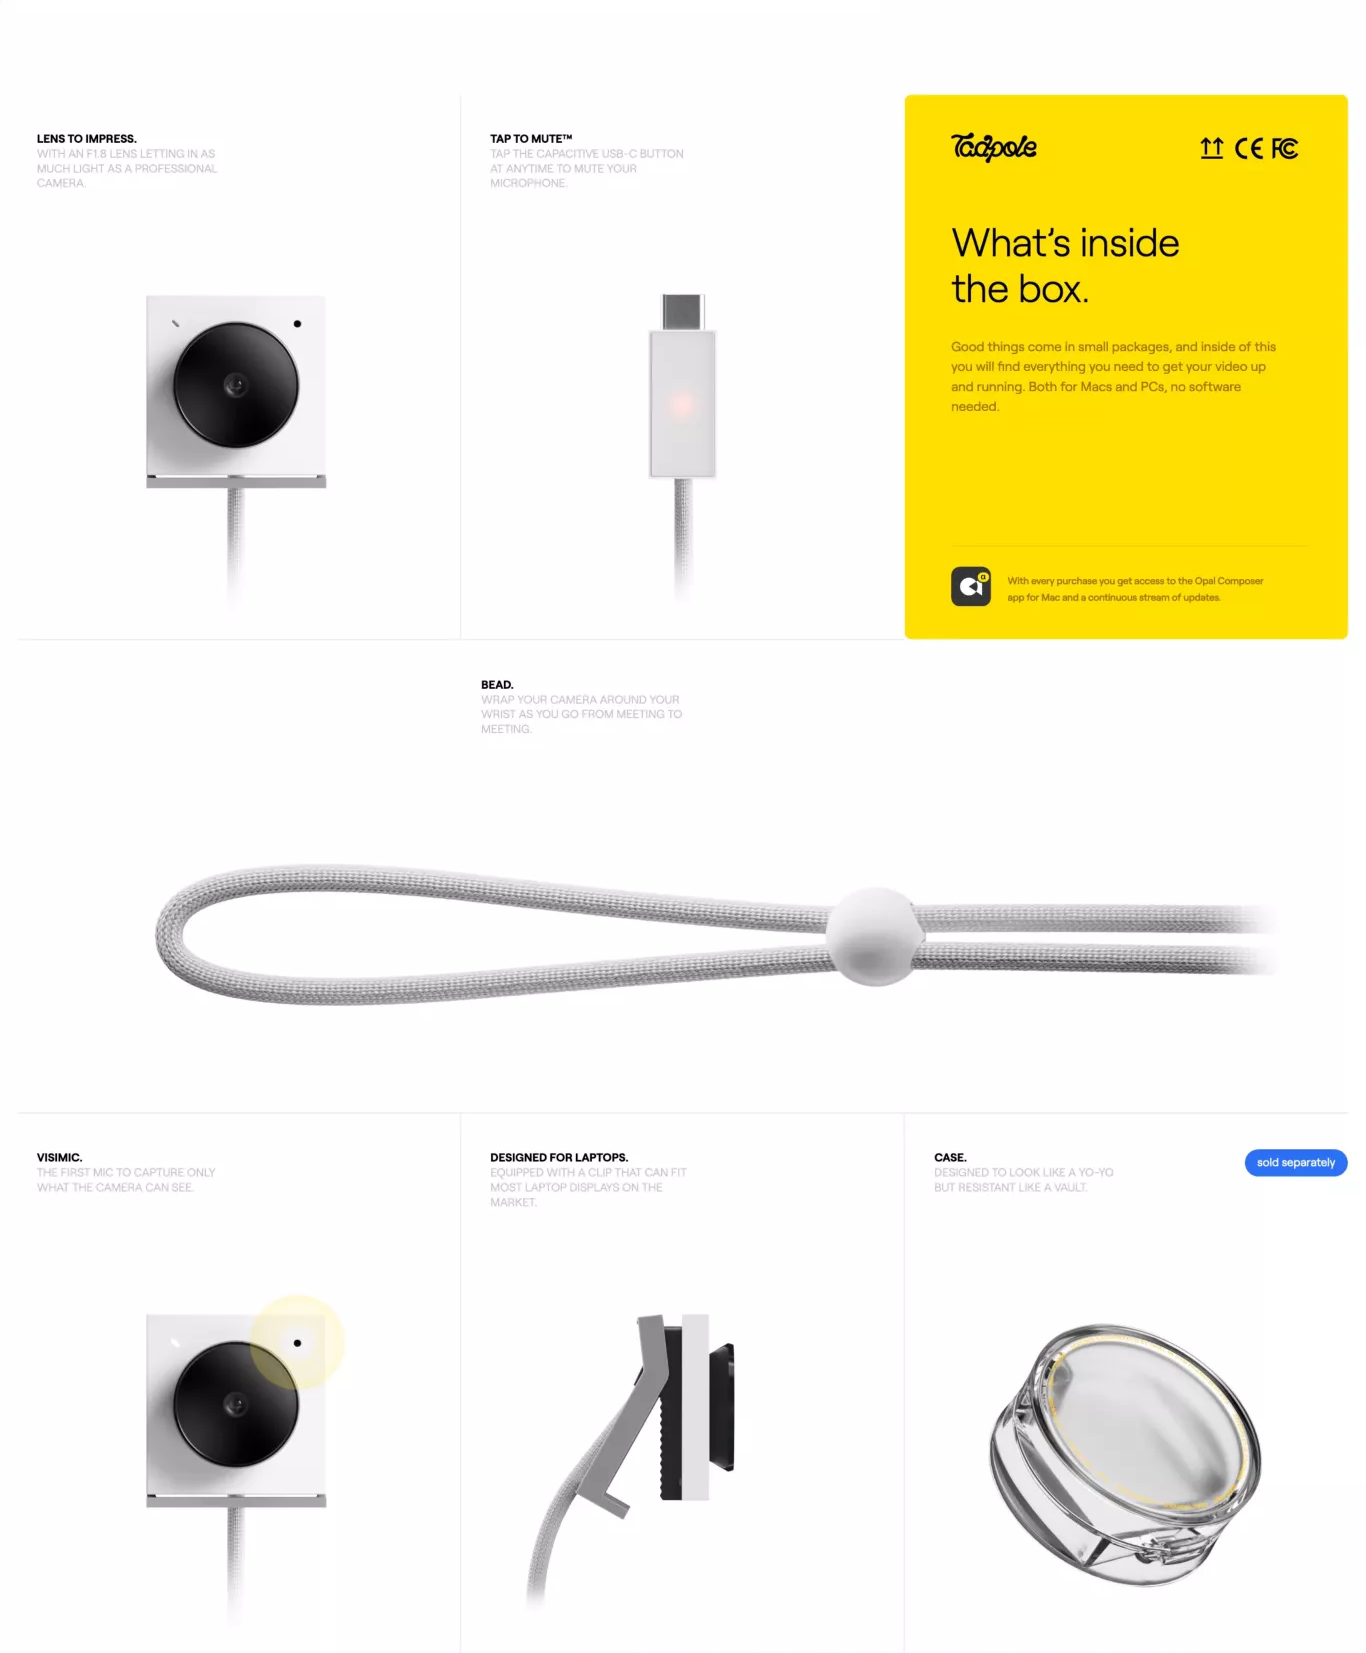 LENS TO IMPRESS.
WITH AN F1.8 LENS LETTING IN AS
MUCH LIGHT AS A PROFESSIONAL
CAMERA.
TAP TO MUTE™
TAP THE CAPACITIVE USB-C BUTTON
AT ANYTIME TO MUTE YOUR
MICROPHONE.
Tadpole
CE FC
What's inside
the box.
Good things come in small packages, and inside of this
you will find everything you need to get your video up
and running. Both for Macs and PCs, no software
needed.
With every purchase you get access to the Opal Composer
app for Mac and a continuous stream of updates.
BEAD.
WRAP YOUR CAMERA AROUND YOUR
WRIST AS YOU GO FROM MEETING TO
MEETING.
VISIMIC.
THE FIRST MIC TO CAPTURE ONLY
WHAT THE CAMERA CAN SEE.
DESIGNED FOR LAPTOPS.
EQUIPPED WITH A CLIP THAT CAN FIT
MOST LAPTOP DISPLAYS ON THE
MARKET.
CASE.
DESIGNED TO LOOK LIKE A YO-YO
BUT RESISTANT LIKE A VAULT.
sold separately